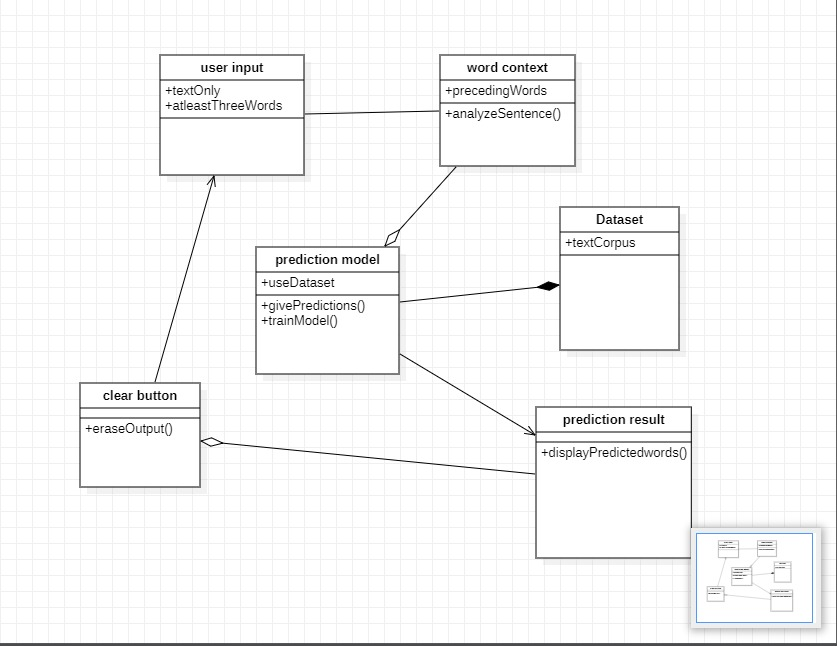 user input
+textOnly
+atleastThreeWords
word context
+precedingWords
+analyzeSentence()
Dataset
+textCorpus
prediction model
+useDataset
+givePredictions()
+trainModel()
clear button
+eraseOutput()
prediction result
+displayPredictedwords()